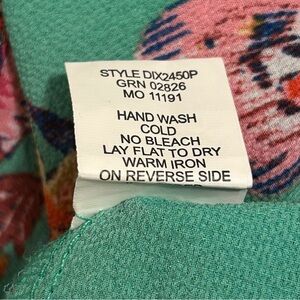 STYLE DIX2450P
GRN 02826
MO 11191
HAND WASH
COLD
NO BLEACH
LAY FLAT TO DRY
WARM IRON
ON REVERSE SIDE